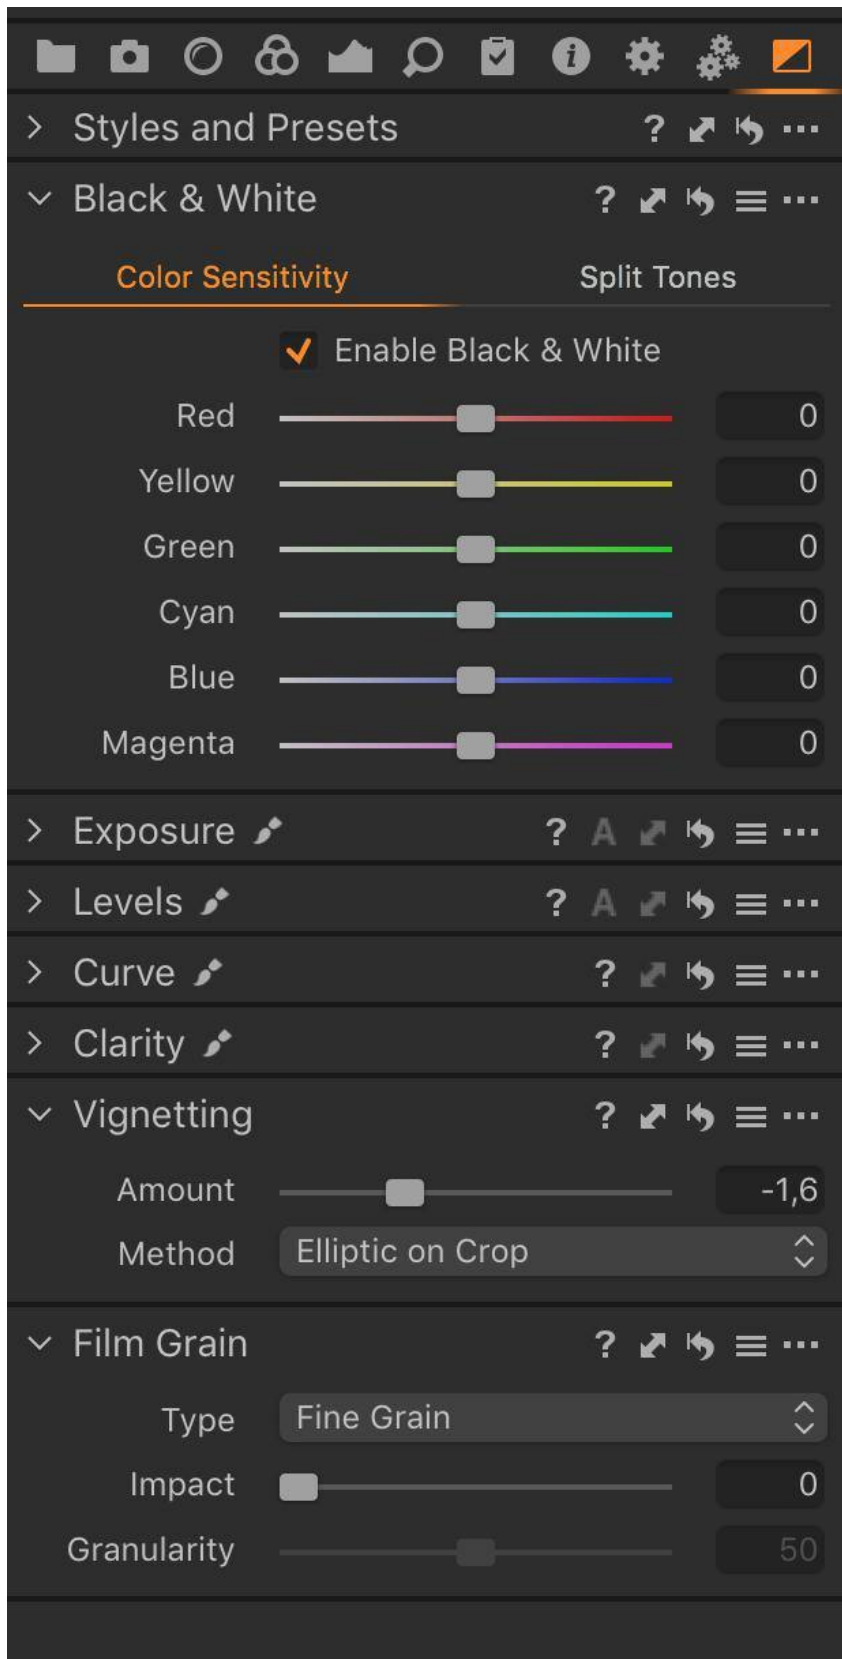 Styles and Presets ? ...
Black & White ? ...
Color Sensitivity Split Tones
Enable Black & White
Red 0
Yellow 0
Green 0
Cyan 0
Blue 0
Magenta 0
Exposure ? A ...
Levels ? A ...
Curve ? ...
Clarity ? ...
Vignetting ? ...
Amount -1,6
Method Elliptic on Crop
Film Grain ? ...
Type Fine Grain
Impact 0
Granularity 50